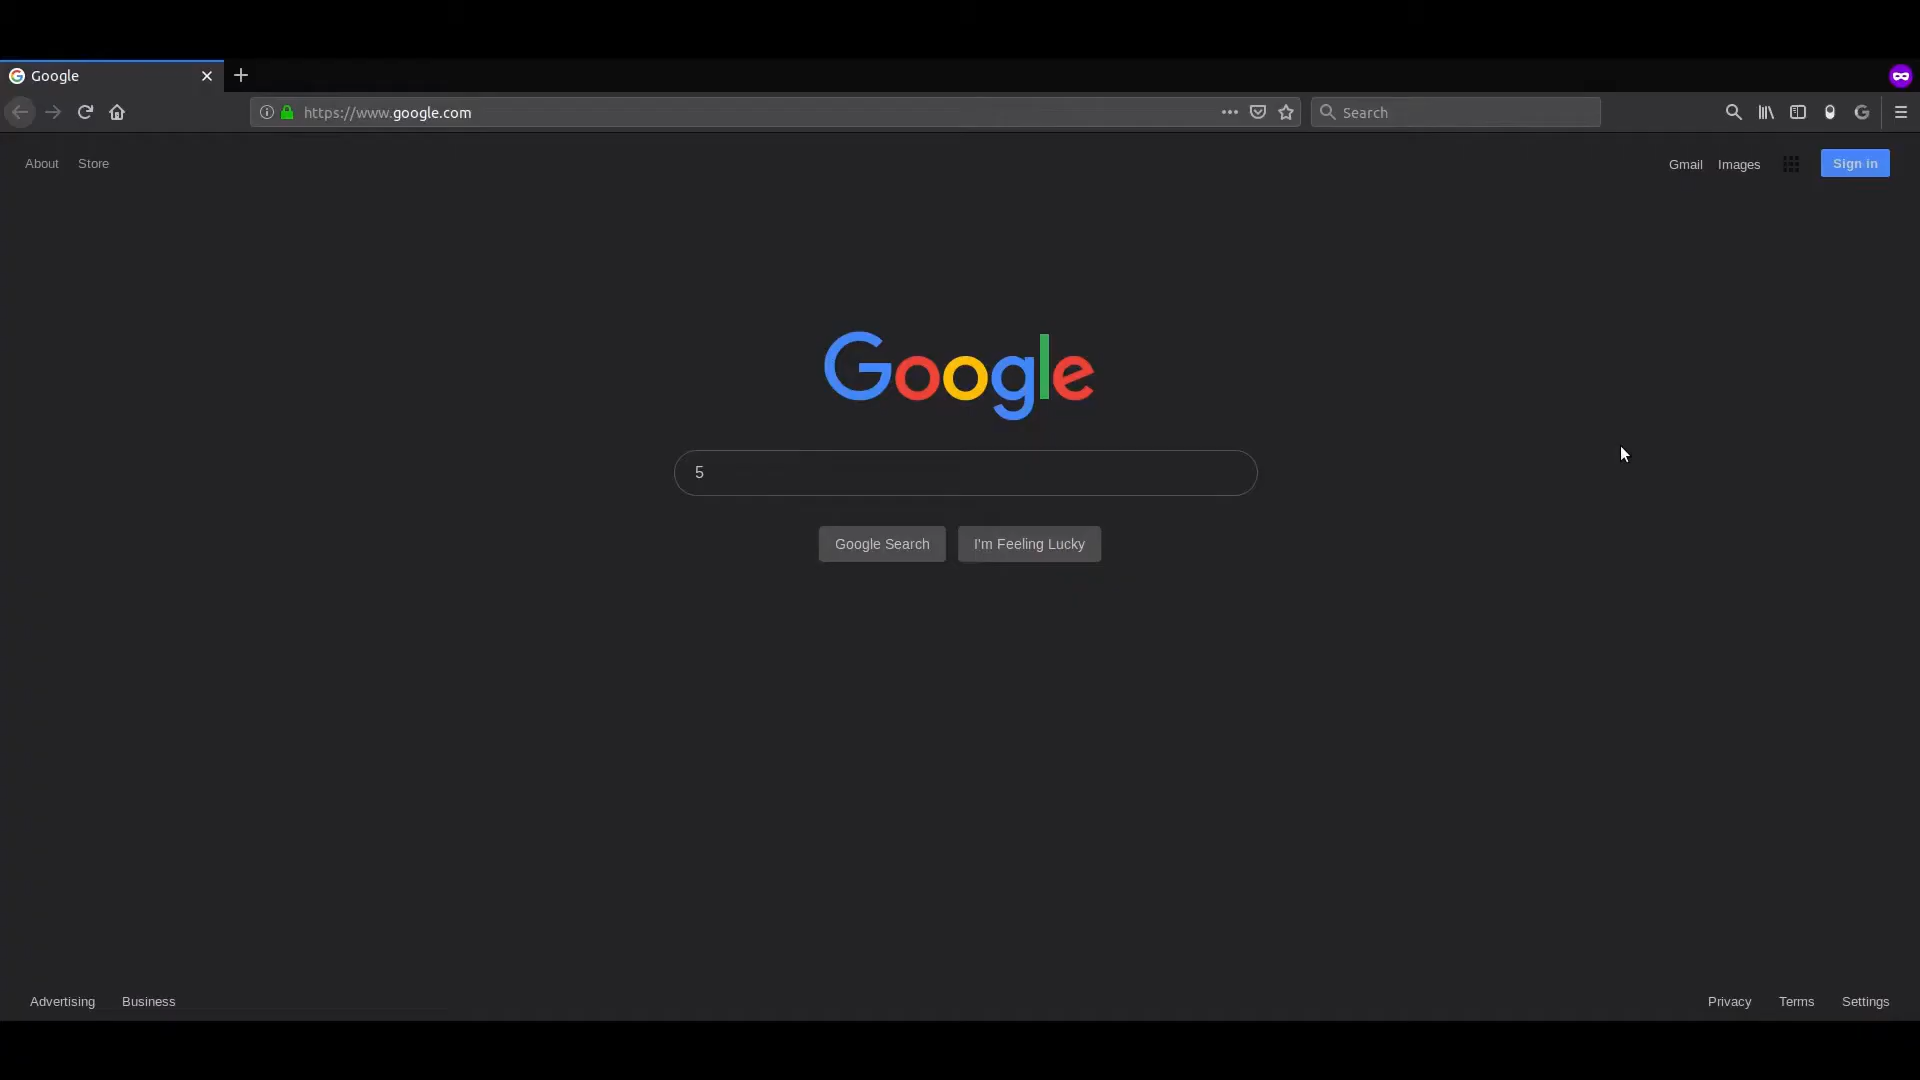 Google
https://www.google.com
Search
About Store
Gmail Images Sign in
Google
5
Google Search I'm Feeling Lucky
Advertising Business
Privacy Terms Settings